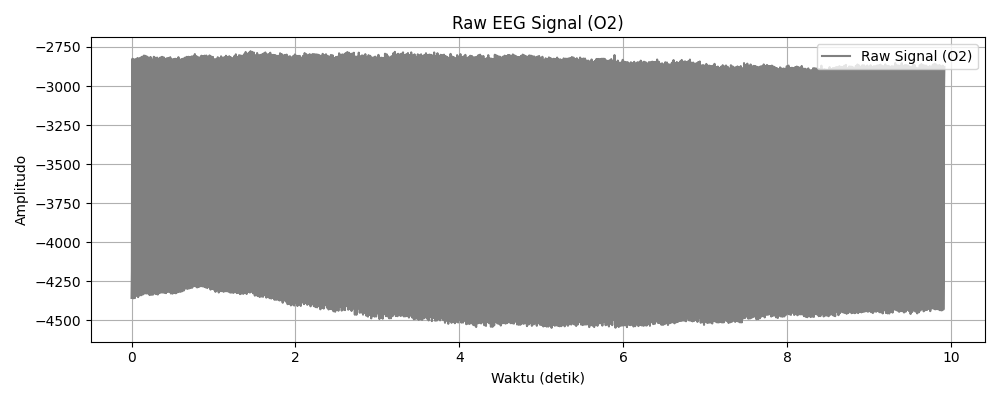 Raw EEG Signal (O2)
Raw Signal (O2)
−2750
−3000
−3250
−3500
−3750
−4000
−4250
−4500
Amplitudo
0 2 4 6 8 10
Waktu (detik)